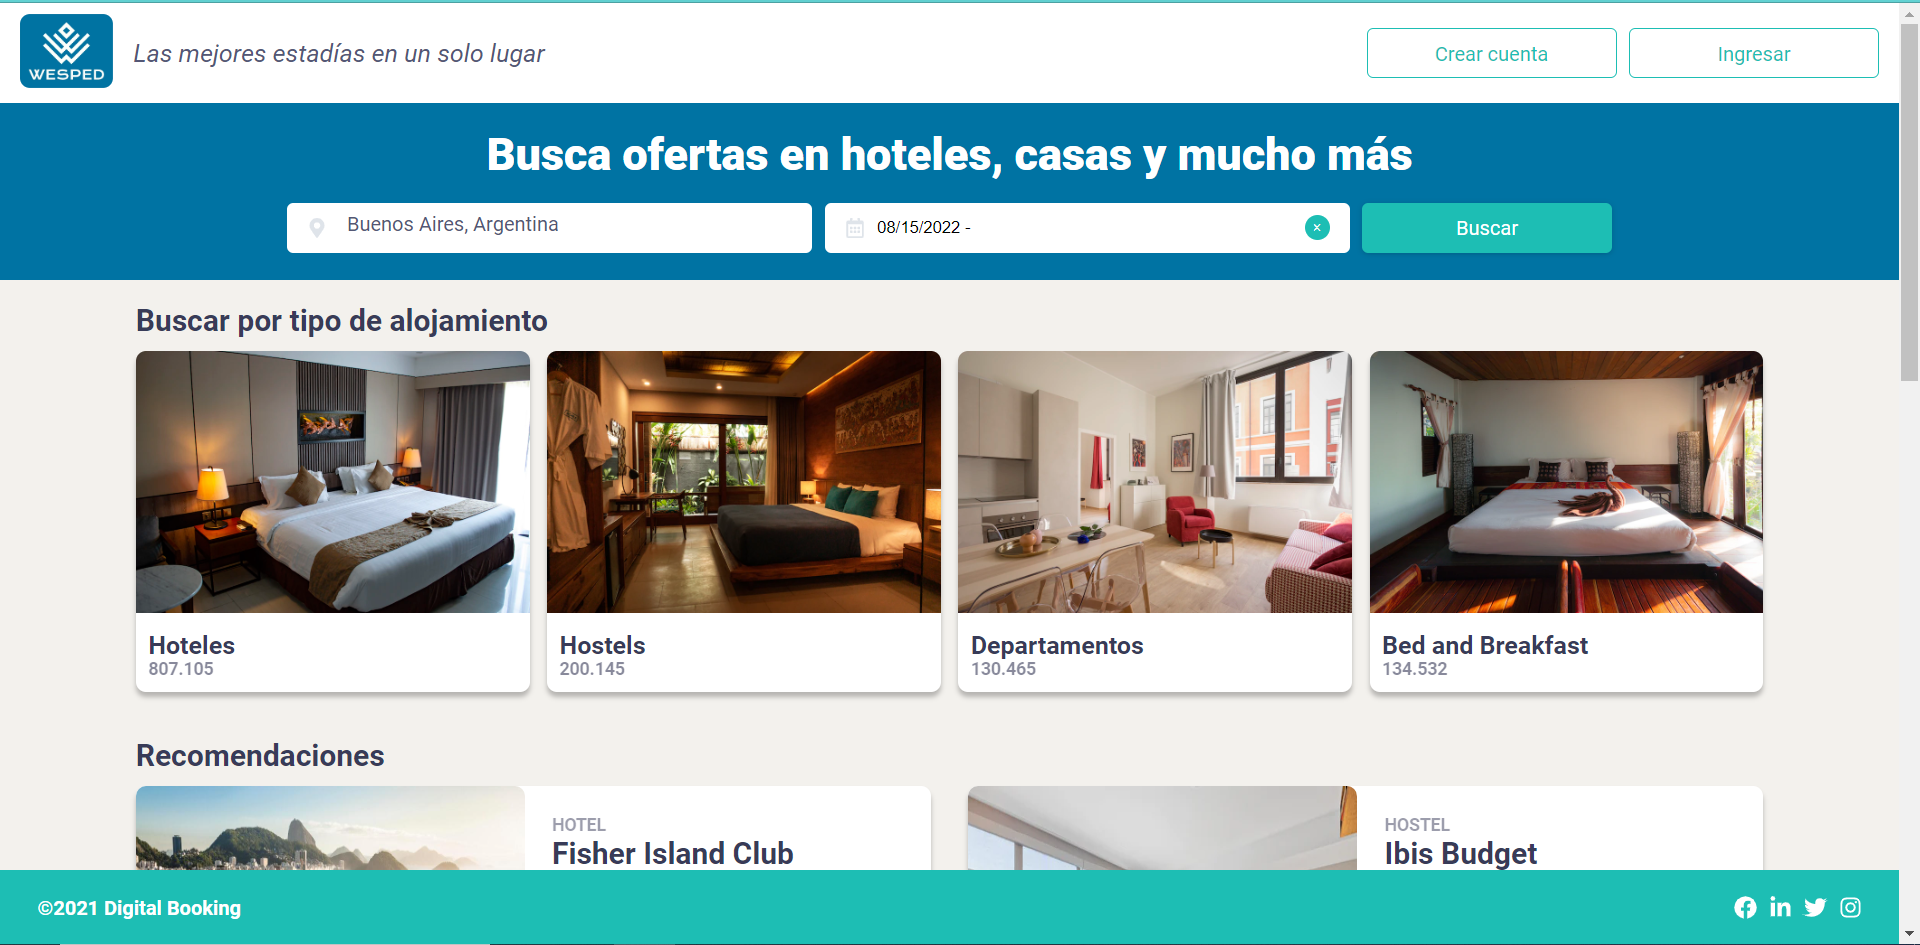 WESPED
Las mejores estadías en un solo lugar
Crear cuenta
Ingresar
Busca ofertas en hoteles, casas y mucho más
Buenos Aires, Argentina
08/15/2022 -
Buscar
Buscar por tipo de alojamiento
Hoteles
807.105
Hostels
200.145
Departamentos
130.465
Bed and Breakfast
134.532
Recomendaciones
HOTEL
Fisher Island Club
HOSTEL
Ibis Budget
©2021 Digital Booking